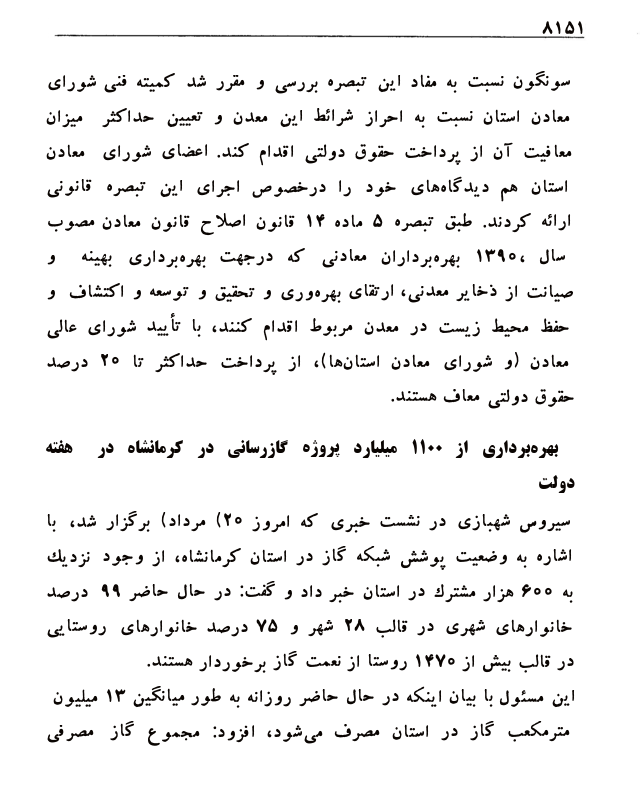 ۸۱۵۱
سونگون نسبت به مفاد این تبصره بررسی و مقرر شد کمیته فنی شورای
معادن استان نسبت به احراز شرائط این معدن و تعیین حداکثر میزان
معافیت آن از پرداخت حقوق دولتی اقدام کند. اعضای شورای معادن
استان هم دیدگاه‌های خود را درخصوص اجرای این تبصره قانونی
ارائه کردند. طبق تبصره ۵ ماده ۱۴ قانون اصلاح قانون معادن مصوب
سال ،۱۳۹۰ بهره‌برداران معادنی که درجهت بهره‌برداری بهینه و
صیانت از ذخایر معدنی، ارتقای بهره‌وری و تحقیق و توسعه و اکتشاف و
حفظ محیط زیست در معدن مربوط اقدام کنند، با تأیید شورای عالی
معادن (و شورای معادن استان‌ها)، از پرداخت حداکثر تا ۲۰ درصد
حقوق دولتی معاف هستند.
بهره‌برداری از ۱۱۰۰ میلیارد پروژه گازرسانی در کرمانشاه در هفته
دولت
سیروس شهبازی در نشست خبری که امروز ۲۰) مرداد) برگزار شد، با
اشاره به وضعیت پوشش شبکه گاز در استان کرمانشاه، از وجود نزدیك
به ۶۰۰ هزار مشترك در استان خبر داد و گفت: در حال حاضر ۹۹ درصد
خانوارهای شهری در قالب ۲۸ شهر و ۷۵ درصد خانوارهای روستایی
در قالب بیش از ۱۴۷۰ روستا از نعمت گاز برخوردار هستند.
این مسئول با بیان اینکه در حال حاضر روزانه به طور میانگین ۱۳ میلیون
مترمکعب گاز در استان مصرف می‌شود، افزود: مجموع گاز مصرفی